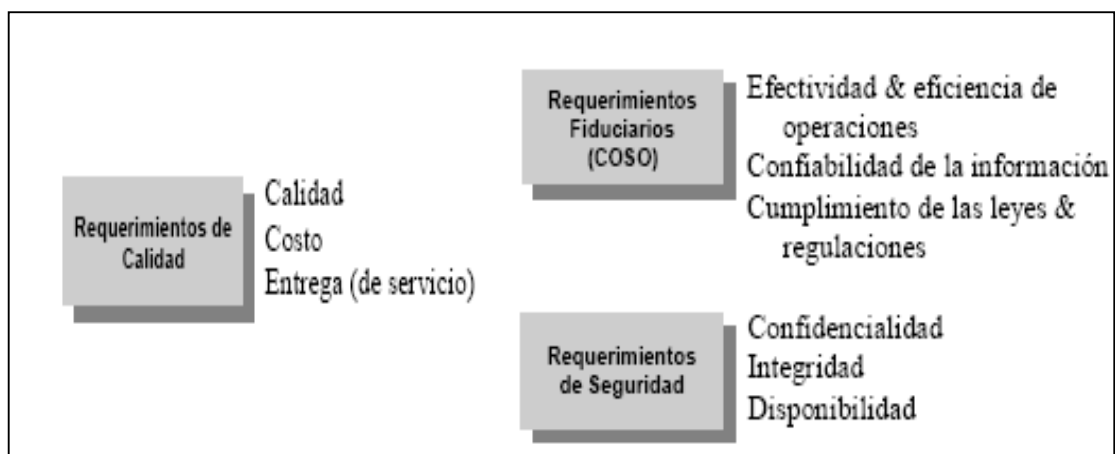 Requerimientos de
Calidad
Calidad
Costo
Entrega (de servicio)
Requerimientos
Fiduciarios
(COSO)
Efectividad & eficiencia de
operaciones
Confiabilidad de la información
Cumplimiento de las leyes &
regulaciones
Requerimientos
de Seguridad
Confidencialidad
Integridad
Disponibilidad